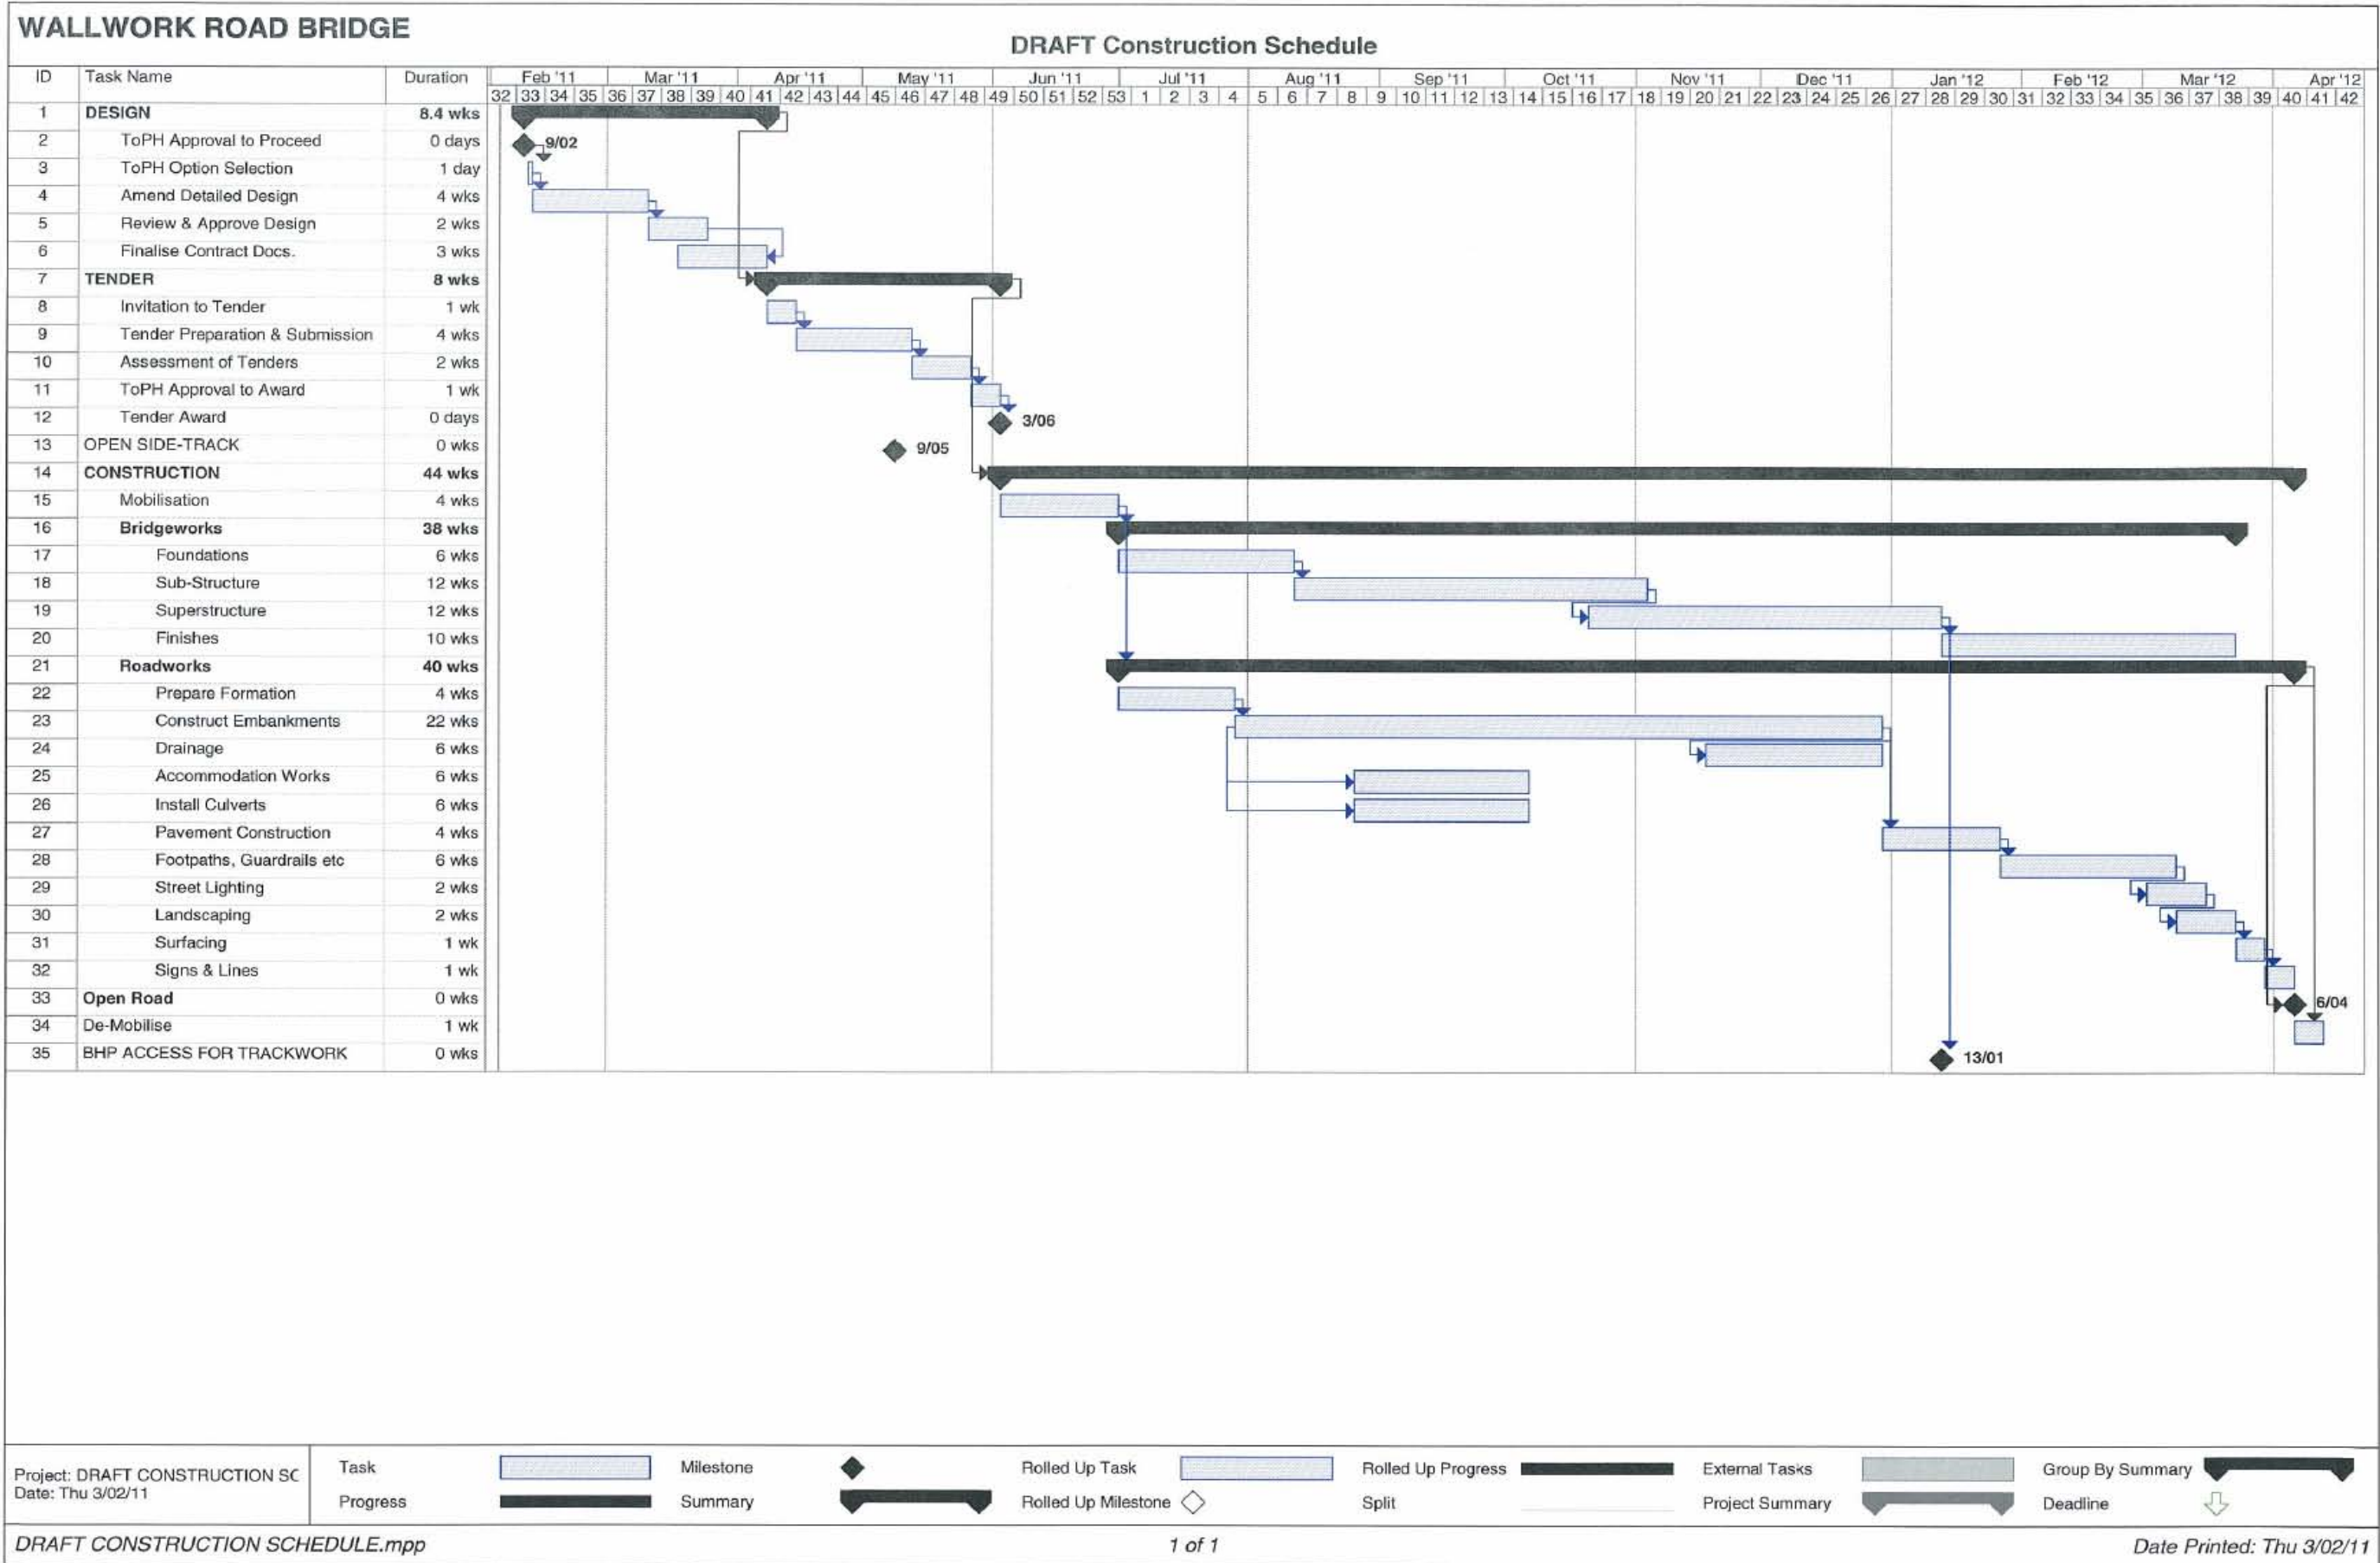 WALLWORK ROAD BRIDGE
DRAFT Construction Schedule
ID Task Name Duration Feb '11 Mar '11 Apr '11 May '11 Jun '11 Jul '11 Aug '11 Sep '11 Oct '11 Nov '11 Dec '11 Jan '12 Feb '12 Mar '12 Apr '12
32 33 34 35 36 37 38 39 40 41 42 43 44 45 46 47 48 49 50 51 52 53 1 2 3 4 5 6 7 8 9 10 11 12 13 14 15 16 17 18 19 20 21 22 23 24 25 26 27 28 29 30 31 32 33 34 35 36 37 38 39 40 41 42
1 DESIGN 8.4 wks
2 ToPH Approval to Proceed 0 days 9/02
3 ToPH Option Selection 1 day
4 Amend Detailed Design 4 wks
5 Review & Approve Design 2 wks
6 Finalise Contract Docs. 3 wks
7 TENDER 8 wks
8 Invitation to Tender 1 wk
9 Tender Preparation & Submission 4 wks
10 Assessment of Tenders 2 wks
11 ToPH Approval to Award 1 wk
12 Tender Award 0 days 3/06
13 OPEN SIDE-TRACK 0 wks 9/05
14 CONSTRUCTION 44 wks
15 Mobilisation 4 wks
16 Bridgeworks 38 wks
17 Foundations 6 wks
18 Sub-Structure 12 wks
19 Superstructure 12 wks
20 Finishes 10 wks
21 Roadworks 40 wks
22 Prepare Formation 4 wks
23 Construct Embankments 22 wks
24 Drainage 6 wks
25 Accommodation Works 6 wks
26 Install Culverts 6 wks
27 Pavement Construction 4 wks
28 Footpaths, Guardrails etc 6 wks
29 Street Lighting 2 wks
30 Landscaping 2 wks
31 Surfacing 1 wk
32 Signs & Lines 1 wk
33 Open Road 0 wks 6/04
34 De-Mobilise 1 wk
35 BHP ACCESS FOR TRACKWORK 0 wks 13/01
Project: DRAFT CONSTRUCTION SC
Date: Thu 3/02/11
Task Milestone Rolled Up Task Rolled Up Progress External Tasks Group By Summary
Progress Summary Rolled Up Milestone Split Project Summary Deadline
DRAFT CONSTRUCTION SCHEDULE.mpp 1 of 1 Date Printed: Thu 3/02/11